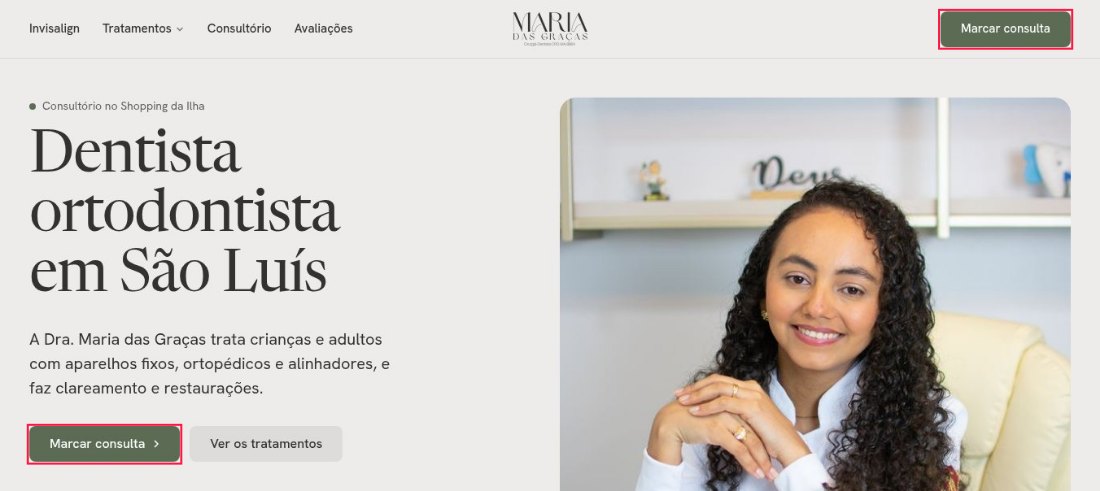 Invisalign
Tratamentos
Consultório
Avaliações
MARIA
DAS GRAÇAS
Marcar consulta
Consultório no Shopping da Ilha
Dentista
ortodontista
em São Luís
A Dra. Maria das Graças trata crianças e adultos
com aparelhos fixos, ortopédicos e alinhadores, e
faz clareamento e restaurações.
Marcar consulta
Ver os tratamentos
Deus